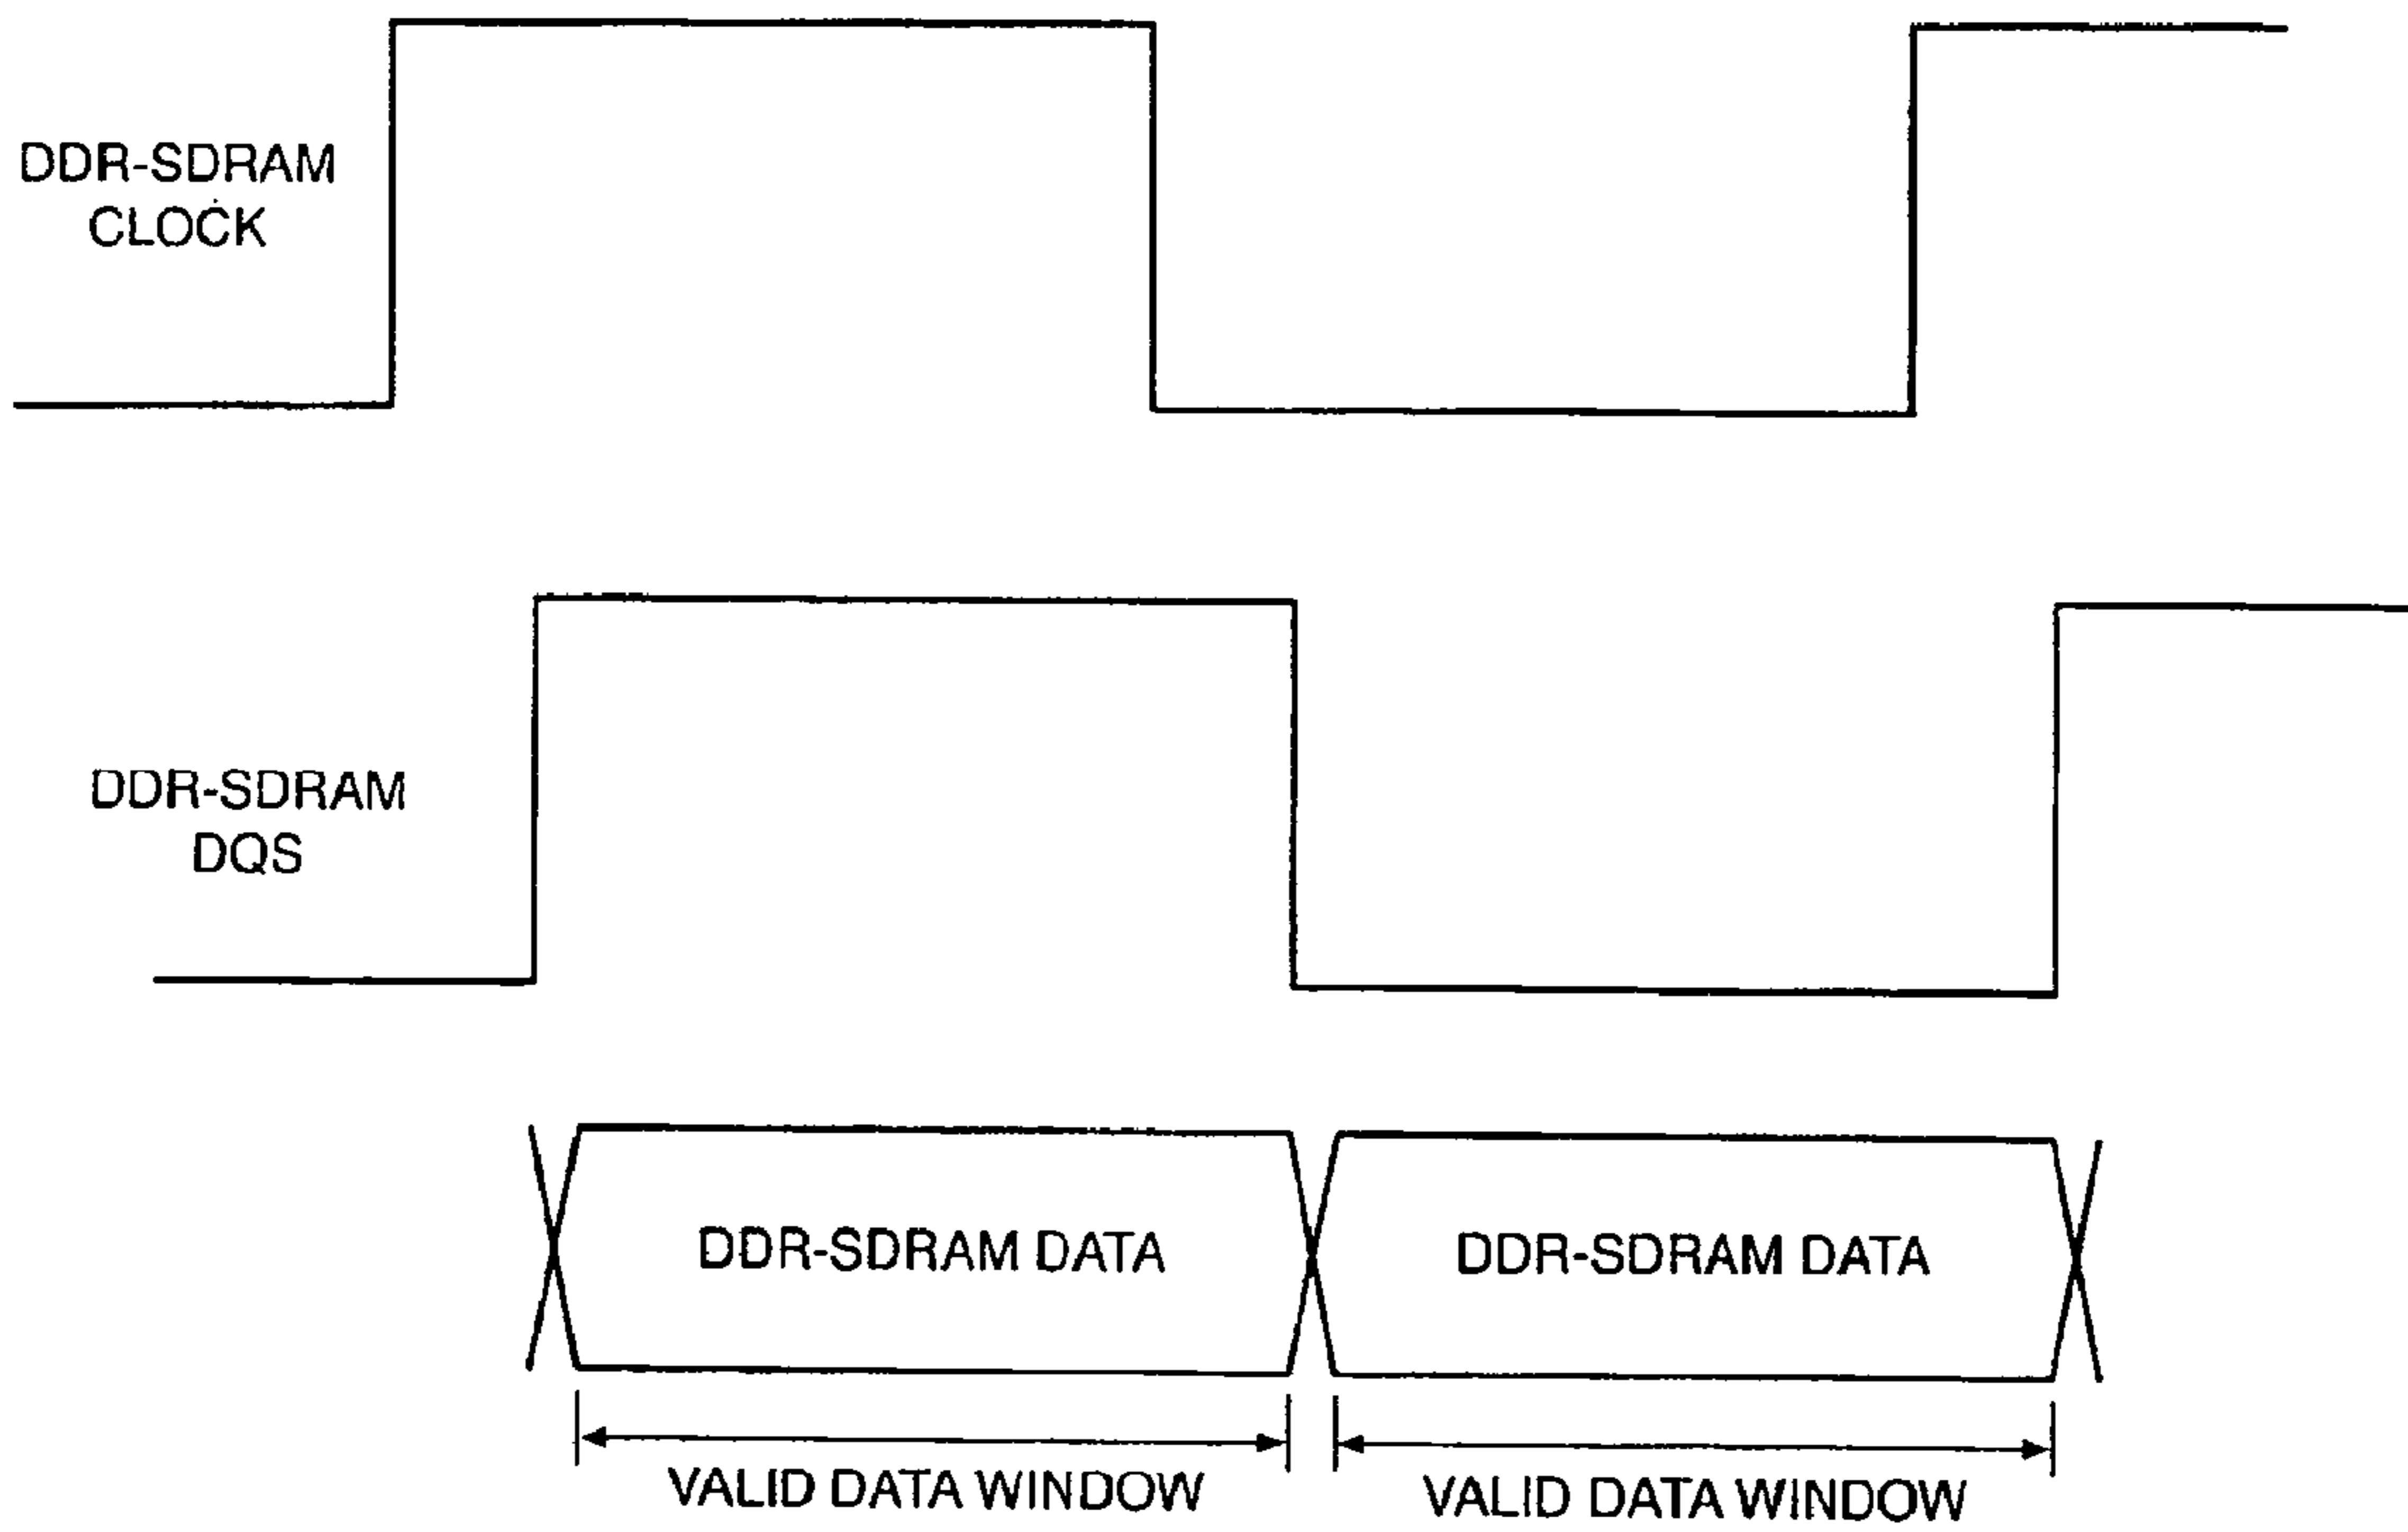 DDR-SDRAM
CLOCK
DDR-SDRAM
DQS
DDR-SDRAM DATA
DDR-SDRAM DATA
VALID DATA WINDOW
VALID DATA WINDOW